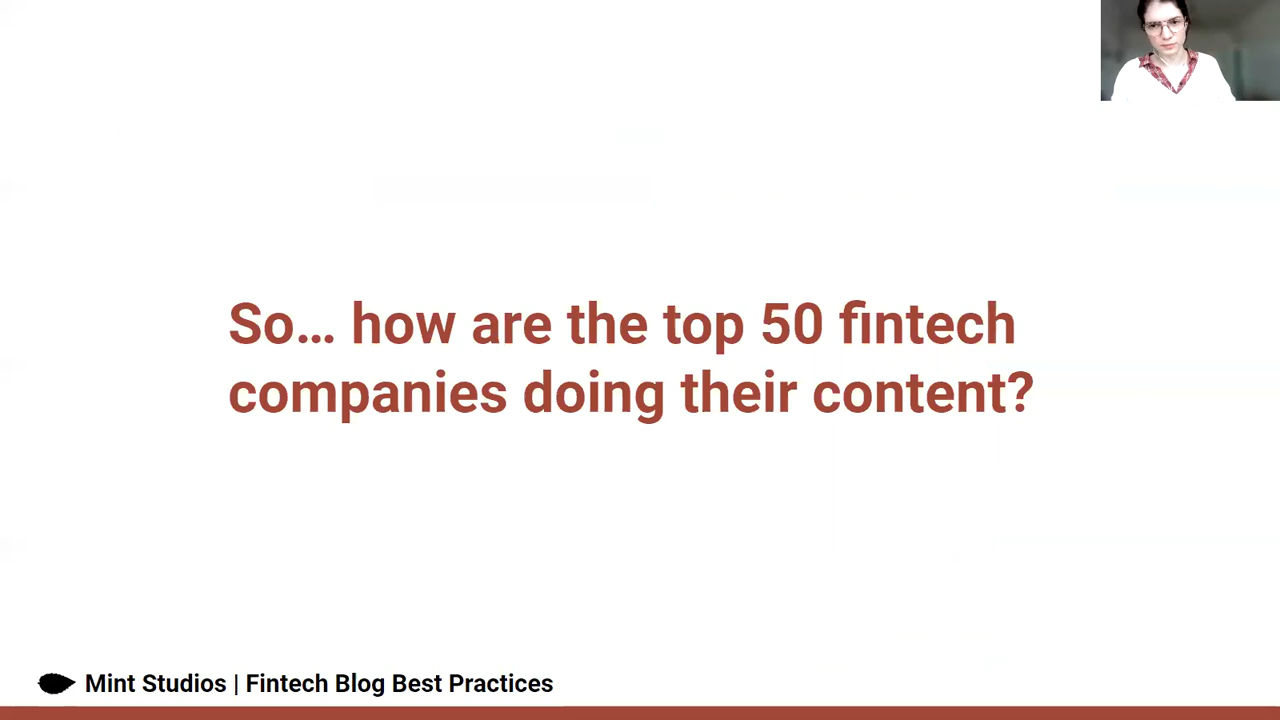 So… how are the top 50 fintech
companies doing their content?
Mint Studios | Fintech Blog Best Practices